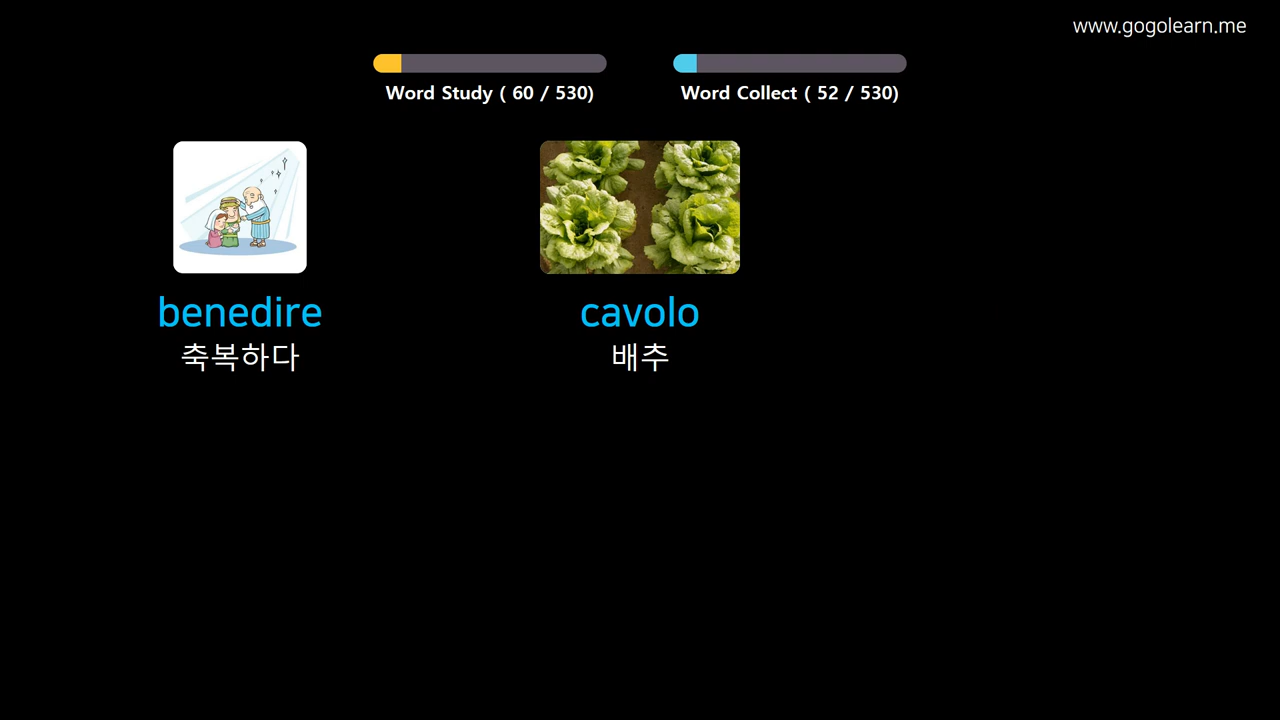 www.gogolearn.me
Word Study ( 60 / 530)
Word Collect ( 52 / 530)
benedire
축복하다
cavolo
배추